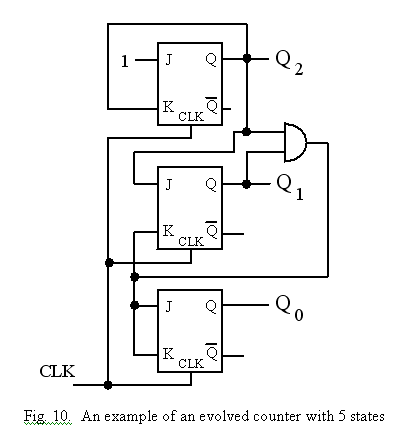 1 J Q Q2
K Q̅
CLK
J Q Q1
K Q̅
CLK
J Q Q0
K Q̅
CLK
CLK
Fig. 10. An example of an evolved counter with 5 states